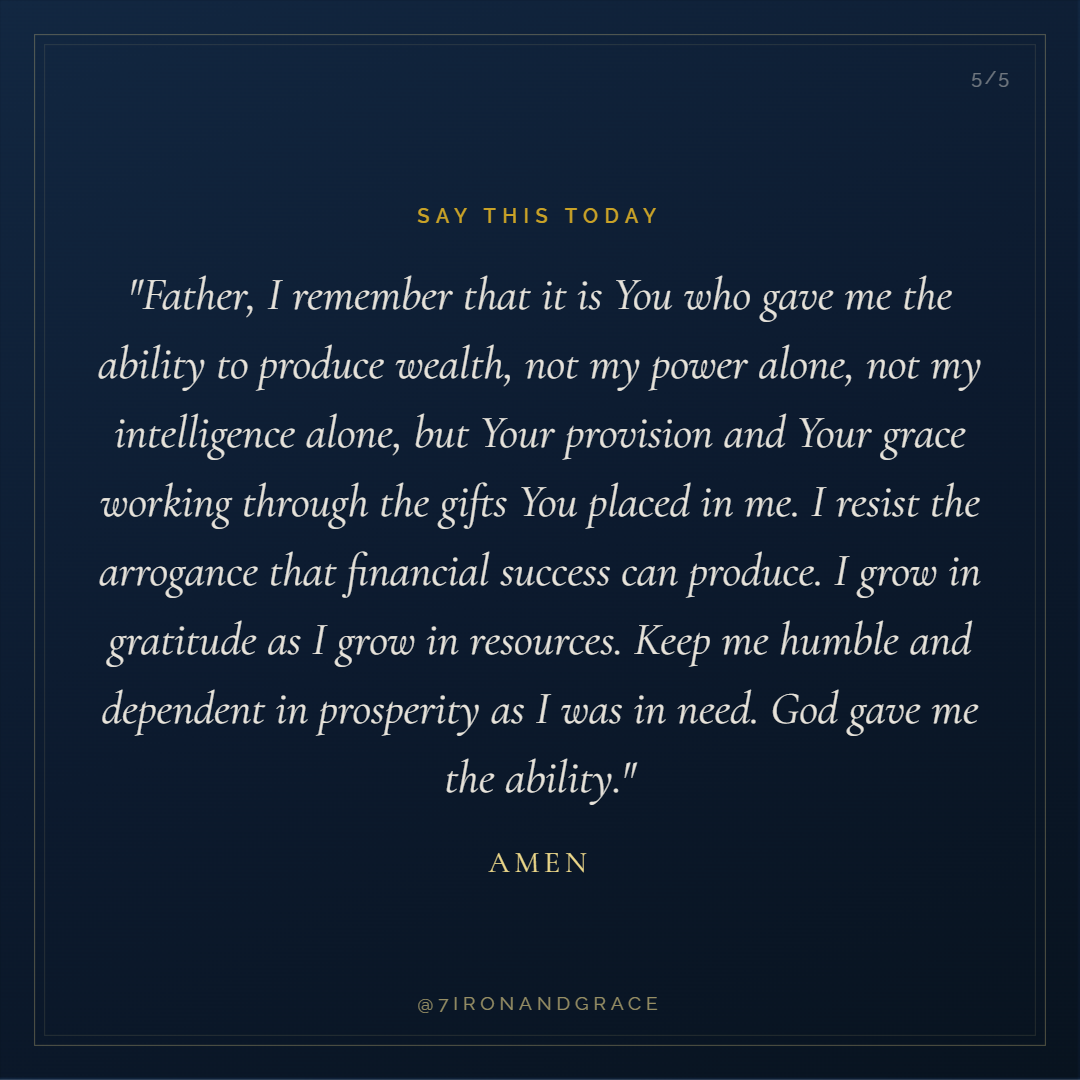 5/5
SAY THIS TODAY
"Father, I remember that it is You who gave me the
ability to produce wealth, not my power alone, not my
intelligence alone, but Your provision and Your grace
working through the gifts You placed in me. I resist the
arrogance that financial success can produce. I grow in
gratitude as I grow in resources. Keep me humble and
dependent in prosperity as I was in need. God gave me
the ability."
AMEN
@7IRONANDGRACE